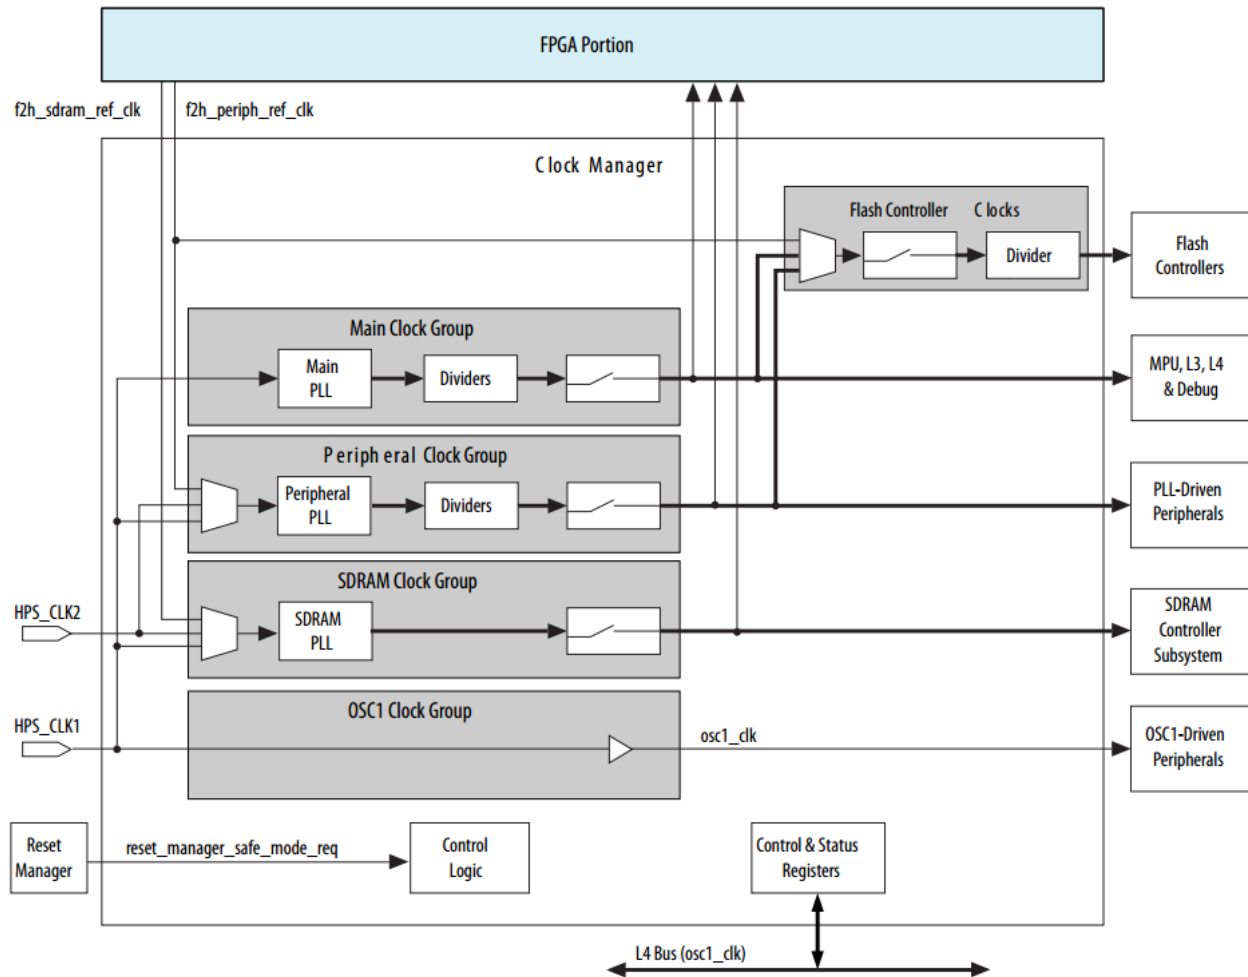 FPGA Portion
f2h_sdram_ref_clk
f2h_periph_ref_clk
Clock Manager
Flash Controller Clocks
Divider
Flash
Controllers
Main Clock Group
Main
PLL
Dividers
MPU, L3, L4
& Debug
Peripheral Clock Group
Peripheral
PLL
Dividers
PLL-Driven
Peripherals
SDRAM Clock Group
HPS_CLK2
SDRAM
PLL
SDRAM
Controller
Subsystem
OSC1 Clock Group
HPS_CLK1
osc1_clk
OSC1-Driven
Peripherals
Reset
Manager
reset_manager_safe_mode_req
Control
Logic
Control & Status
Registers
L4 Bus (osc1_clk)